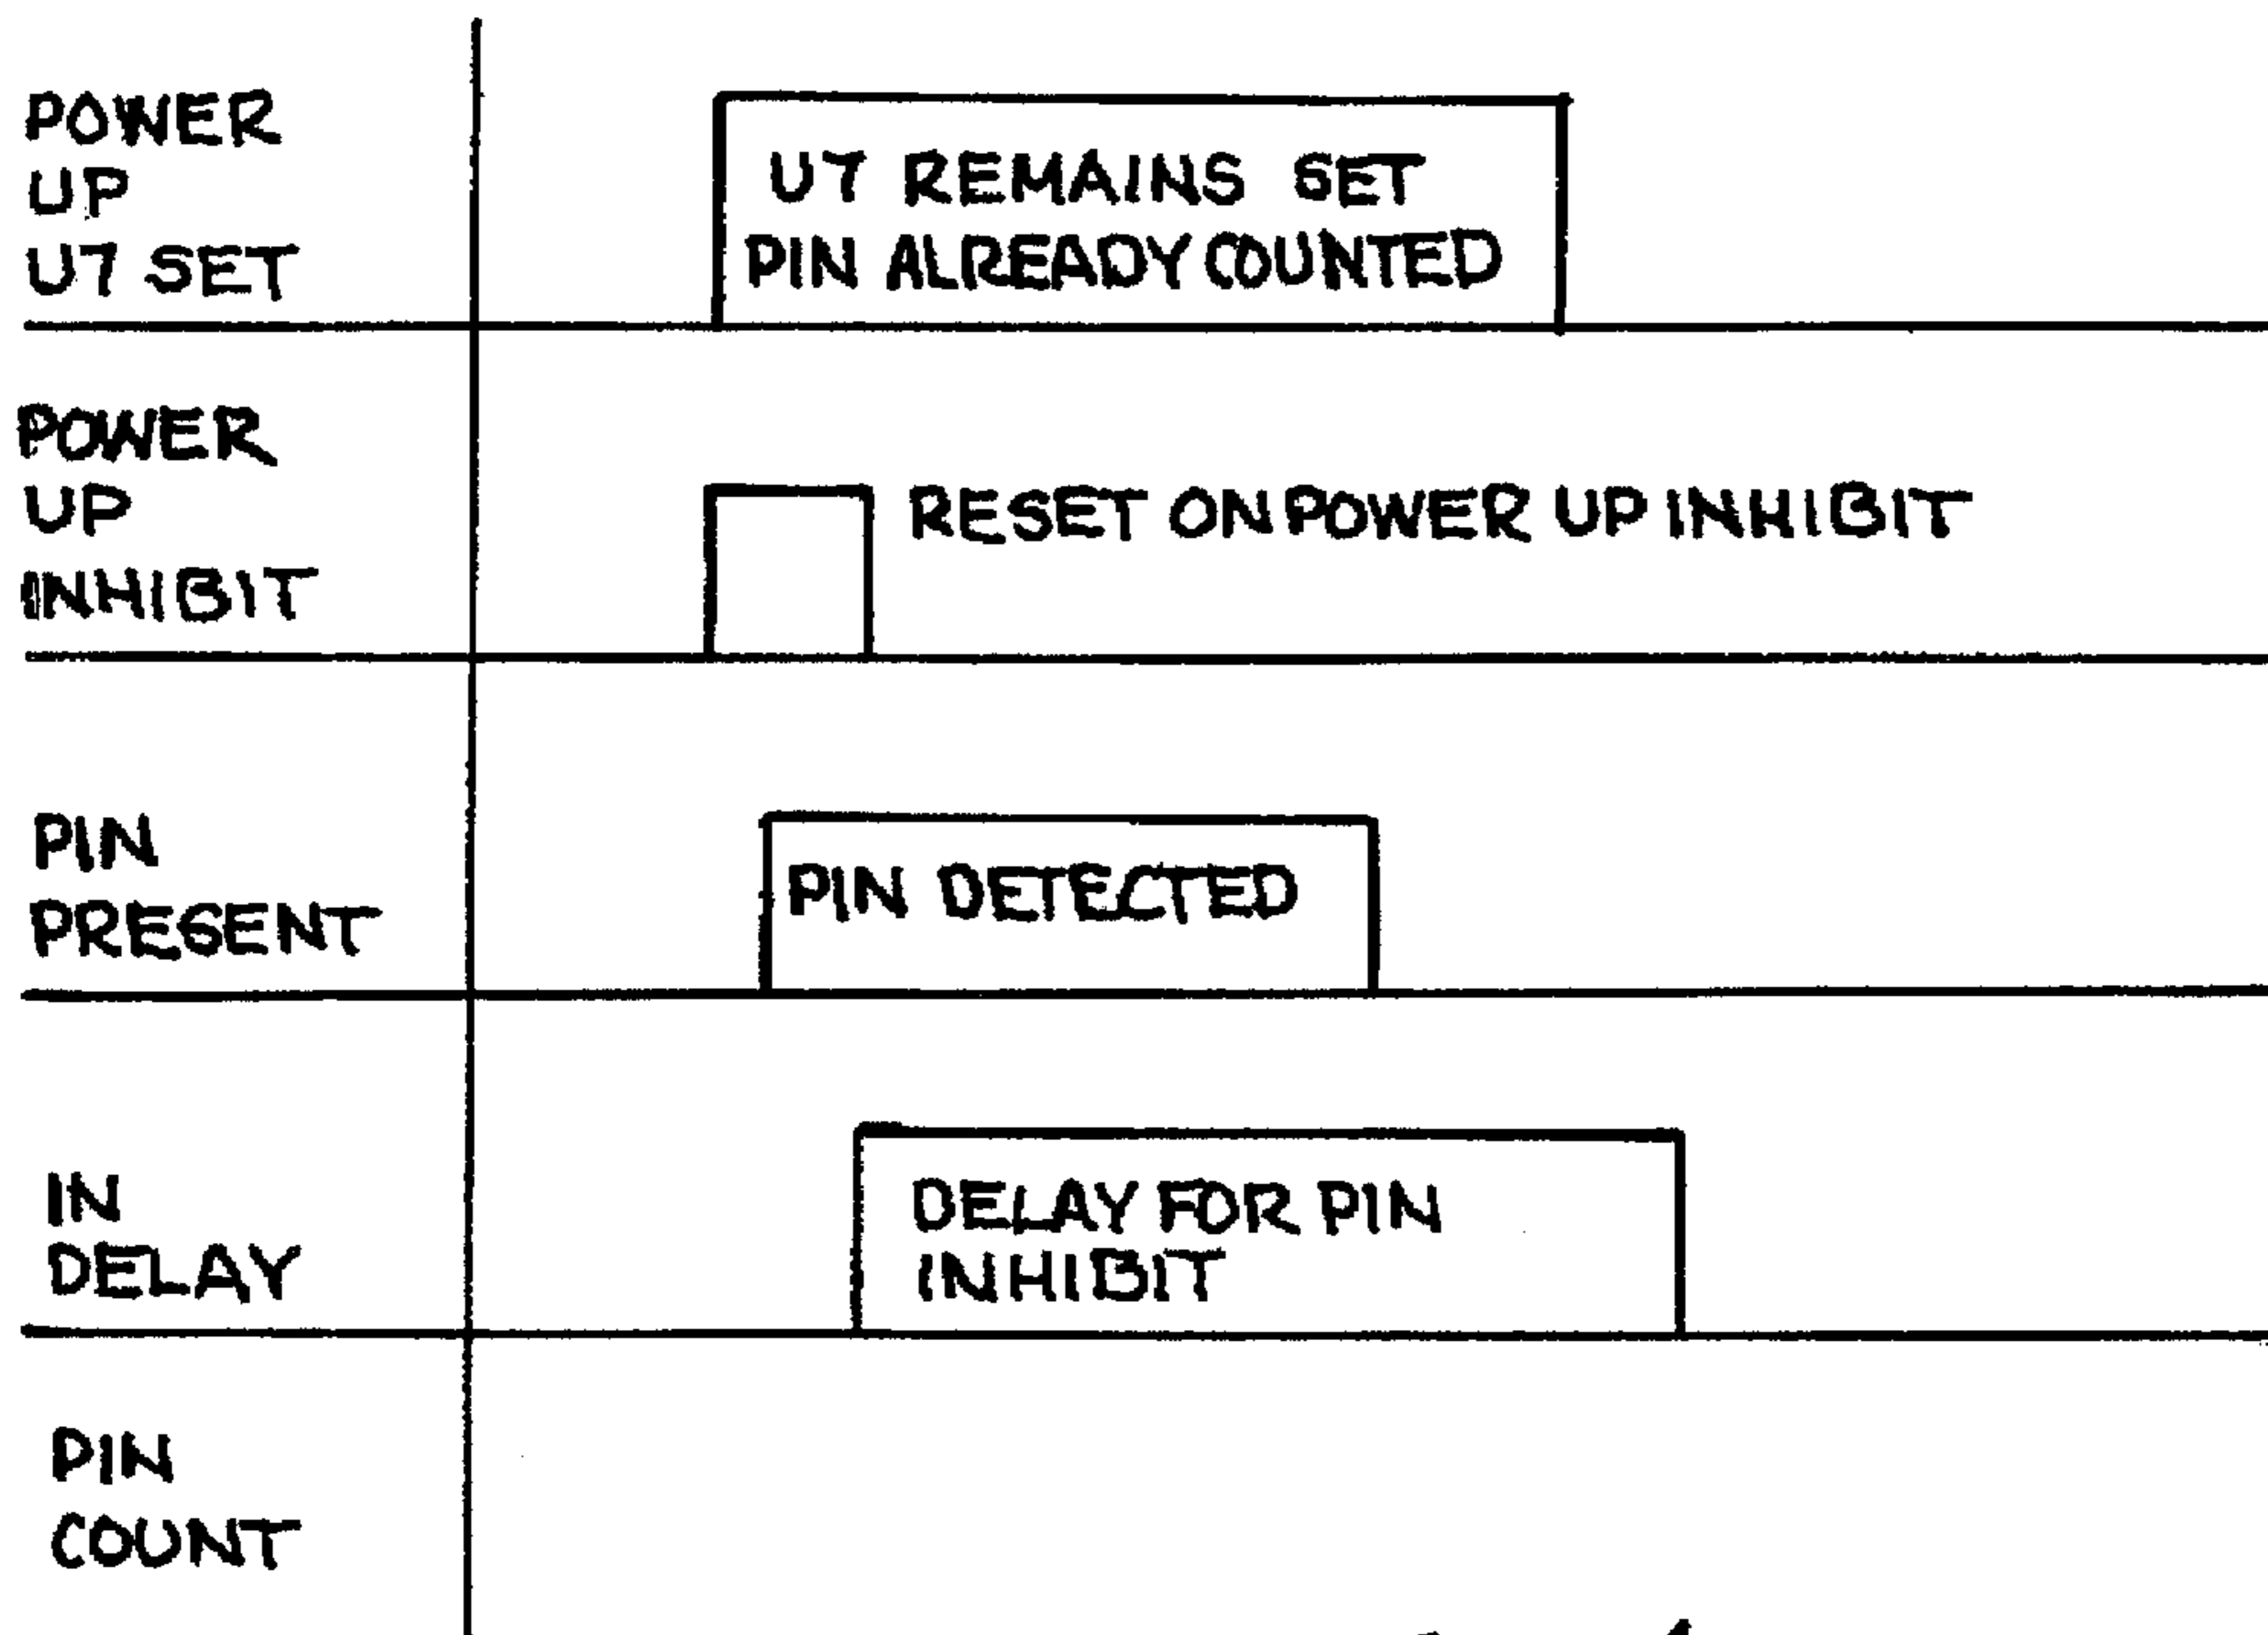 POWER
UP
U7 SET
U7 REMAINS SET
PIN ALREADY COUNTED
POWER
UP
INHIBIT
RESET ON POWER UP INHIBIT
PIN
PRESENT
PIN DETECTED
IN
DELAY
DELAY FOR PIN
INHIBIT
PIN
COUNT